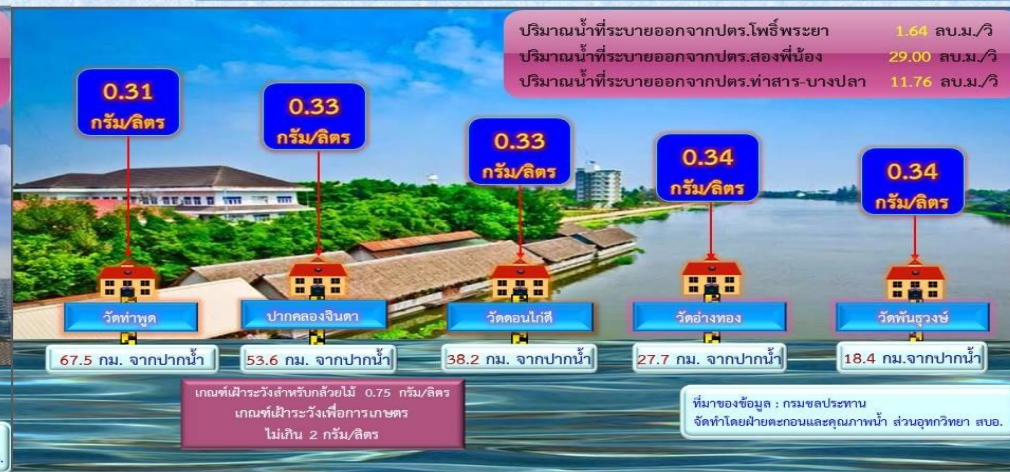 ปริมาณน้ำที่ระบายออกจากปตร.โพธิ์พระยา 1.64 ลบ.ม./วิ
ปริมาณน้ำที่ระบายออกจากปตร.สองพี่น้อง 29.00 ลบ.ม./วิ
ปริมาณน้ำที่ระบายออกจากปตร.ท่าสาร-บางปลา 11.76 ลบ.ม./วิ
0.31
กรัม/ลิตร
0.33
กรัม/ลิตร
0.33
กรัม/ลิตร
0.34
กรัม/ลิตร
0.34
กรัม/ลิตร
วัดท่าพูด
ปากคลองจินดา
วัดดอนไก่ดี
วัดอ่างทอง
วัดพันธุวงษ์
67.5 กม. จากปากน้ำ
53.6 กม. จากปากน้ำ
38.2 กม. จากปากน้ำ
27.7 กม. จากปากน้ำ
18.4 กม.จากปากน้ำ
เกณฑ์เฝ้าระวังสำหรับกล้วยไม้ 0.75 กรัม/ลิตร
เกณฑ์เฝ้าระวังเพื่อการเกษตร
ไม่เกิน 2 กรัม/ลิตร
ที่มาของข้อมูล : กรมชลประทาน
จัดทำโดยฝ่ายตะกอนและคุณภาพน้ำ ส่วนอุทกวิทยา สบอ.